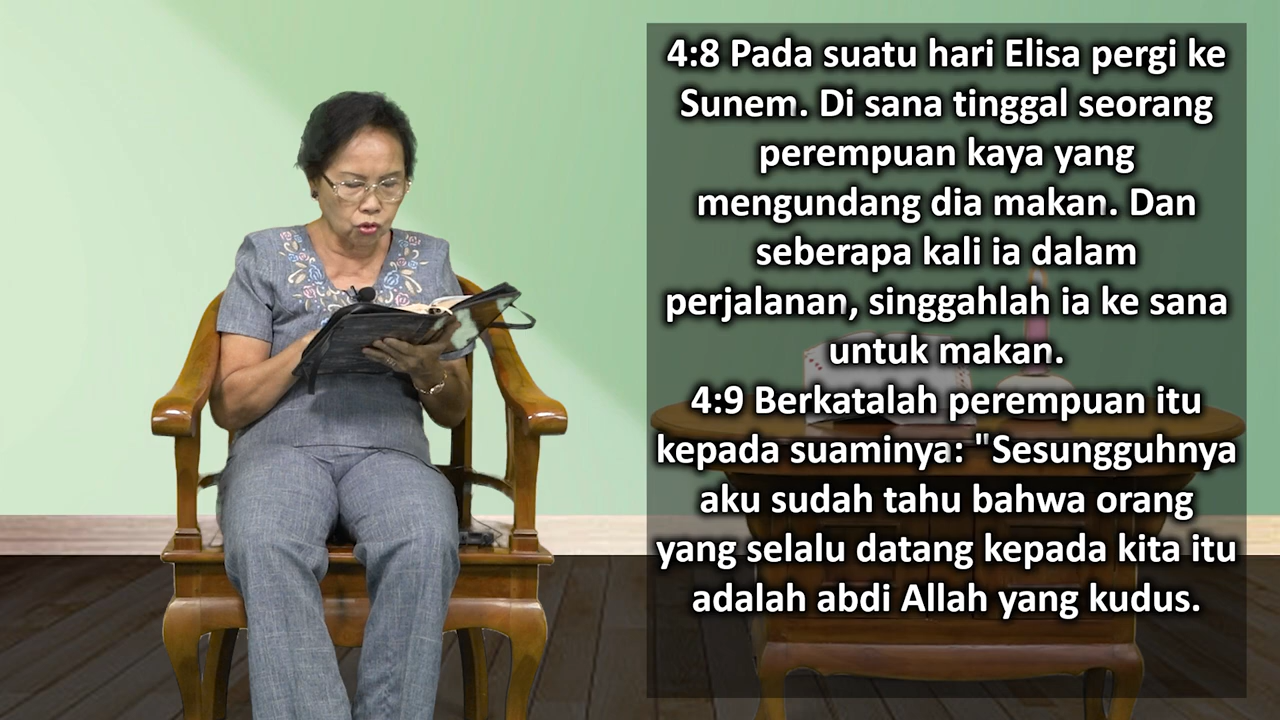 4:8 Pada suatu hari Elisa pergi ke
Sunem. Di sana tinggal seorang
perempuan kaya yang
mengundang dia makan. Dan
seberapa kali ia dalam
perjalanan, singgahlah ia ke sana
untuk makan.
4:9 Berkatalah perempuan itu
kepada suaminya: "Sesungguhnya
aku sudah tahu bahwa orang
yang selalu datang kepada kita itu
adalah abdi Allah yang kudus.